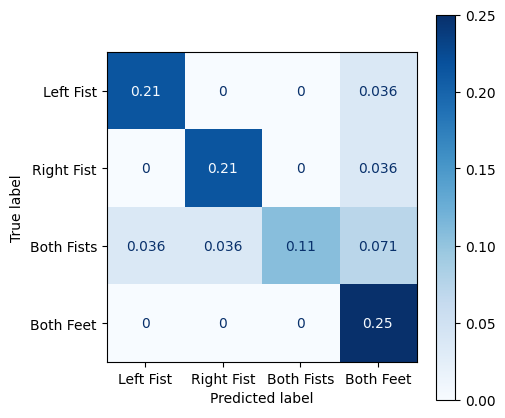 Left Fist 0.21 0 0 0.036
Right Fist 0 0.21 0 0.036
Both Fists 0.036 0.036 0.11 0.071
Both Feet 0 0 0 0.25
Left Fist Right Fist Both Fists Both Feet
Predicted label
True label
0.25
0.20
0.15
0.10
0.05
0.00